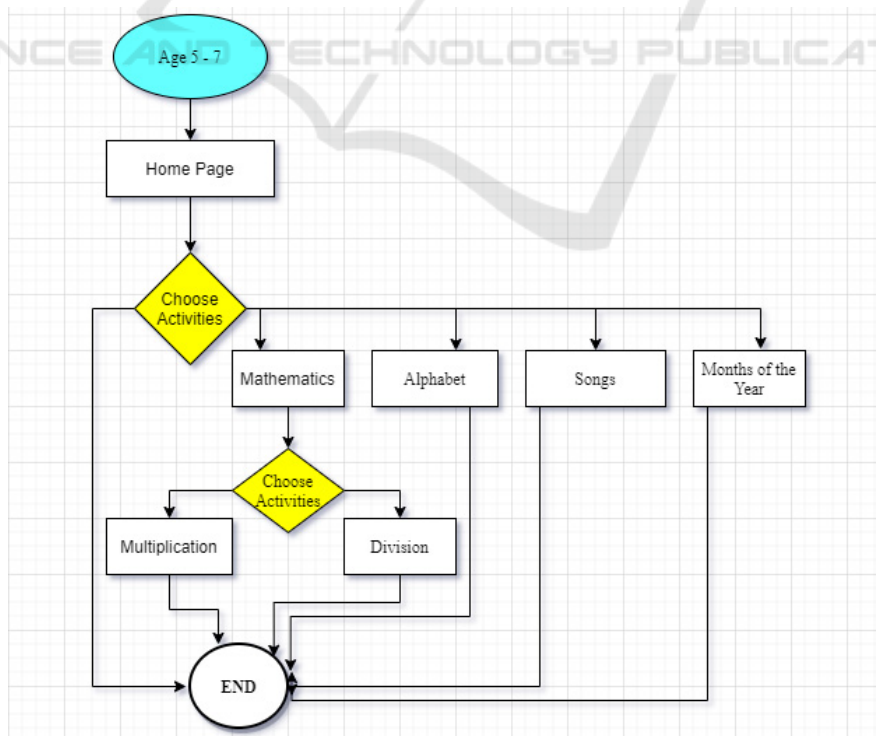 NCE AND TECHNOLOGY PUBLICAT
Age 5 - 7
Home Page
Choose
Activities
Mathematics
Alphabet
Songs
Months of the
Year
Choose
Activities
Multiplication
Division
END